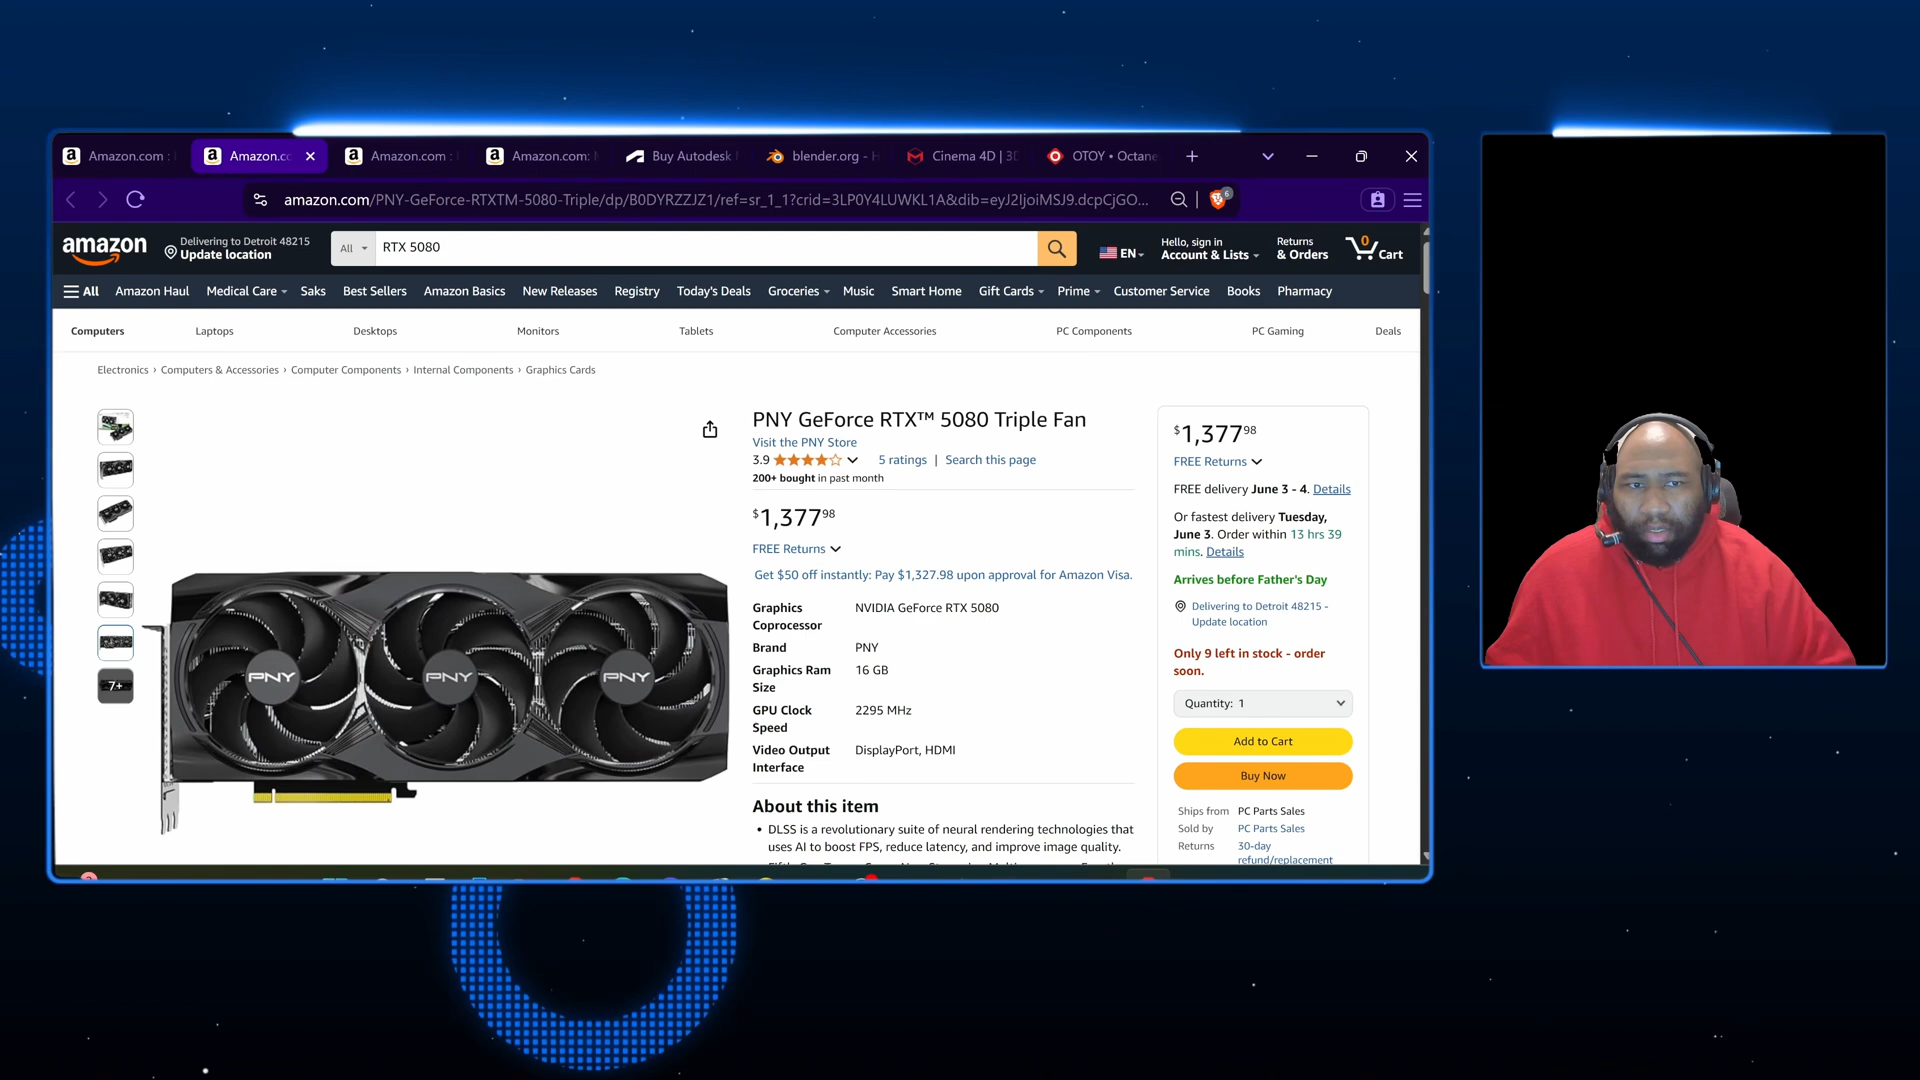 Amazon.com :
Amazon.co
Amazon.com :
Amazon.com:
Buy Autodesk
blender.org - H
Cinema 4D | 3D
OTOY • Octane
amazon.com/PNY-GeForce-RTXTM-5080-Triple/dp/B0DYRZZJZ1/ref=sr_1_1?crid=3LP0Y4LUWKL1A&dib=eyJ2IjoiMSJ9.dcpCjGO...
6
amazon
Delivering to Detroit 48215
Update location
All
RTX 5080
EN
Hello, sign in
Account & Lists
Returns
& Orders
0
Cart
All
Amazon Haul
Medical Care
Saks
Best Sellers
Amazon Basics
New Releases
Registry
Today's Deals
Groceries
Music
Smart Home
Gift Cards
Prime
Customer Service
Books
Pharmacy
Computers
Laptops
Desktops
Monitors
Tablets
Computer Accessories
PC Components
PC Gaming
Deals
Electronics › Computers & Accessories › Computer Components › Internal Components › Graphics Cards
7+
PNY
PNY
PNY
PNY GeForce RTX™ 5080 Triple Fan
Visit the PNY Store
3.9
5 ratings | Search this page
200+ bought in past month
$1,377.98
FREE Returns
Get $50 off instantly: Pay $1,327.98 upon approval for Amazon Visa.
Graphics Coprocessor NVIDIA GeForce RTX 5080
Brand PNY
Graphics Ram Size 16 GB
GPU Clock Speed 2295 MHz
Video Output Interface DisplayPort, HDMI
About this item
• DLSS is a revolutionary suite of neural rendering technologies that
uses AI to boost FPS, reduce latency, and improve image quality.
$1,377.98
FREE Returns
FREE delivery June 3 - 4. Details
Or fastest delivery Tuesday,
June 3. Order within 13 hrs 39
mins. Details
Arrives before Father's Day
Delivering to Detroit 48215 -
Update location
Only 9 left in stock - order
soon.
Quantity: 1
Add to Cart
Buy Now
Ships from PC Parts Sales
Sold by PC Parts Sales
Returns 30-day
refund/replacement